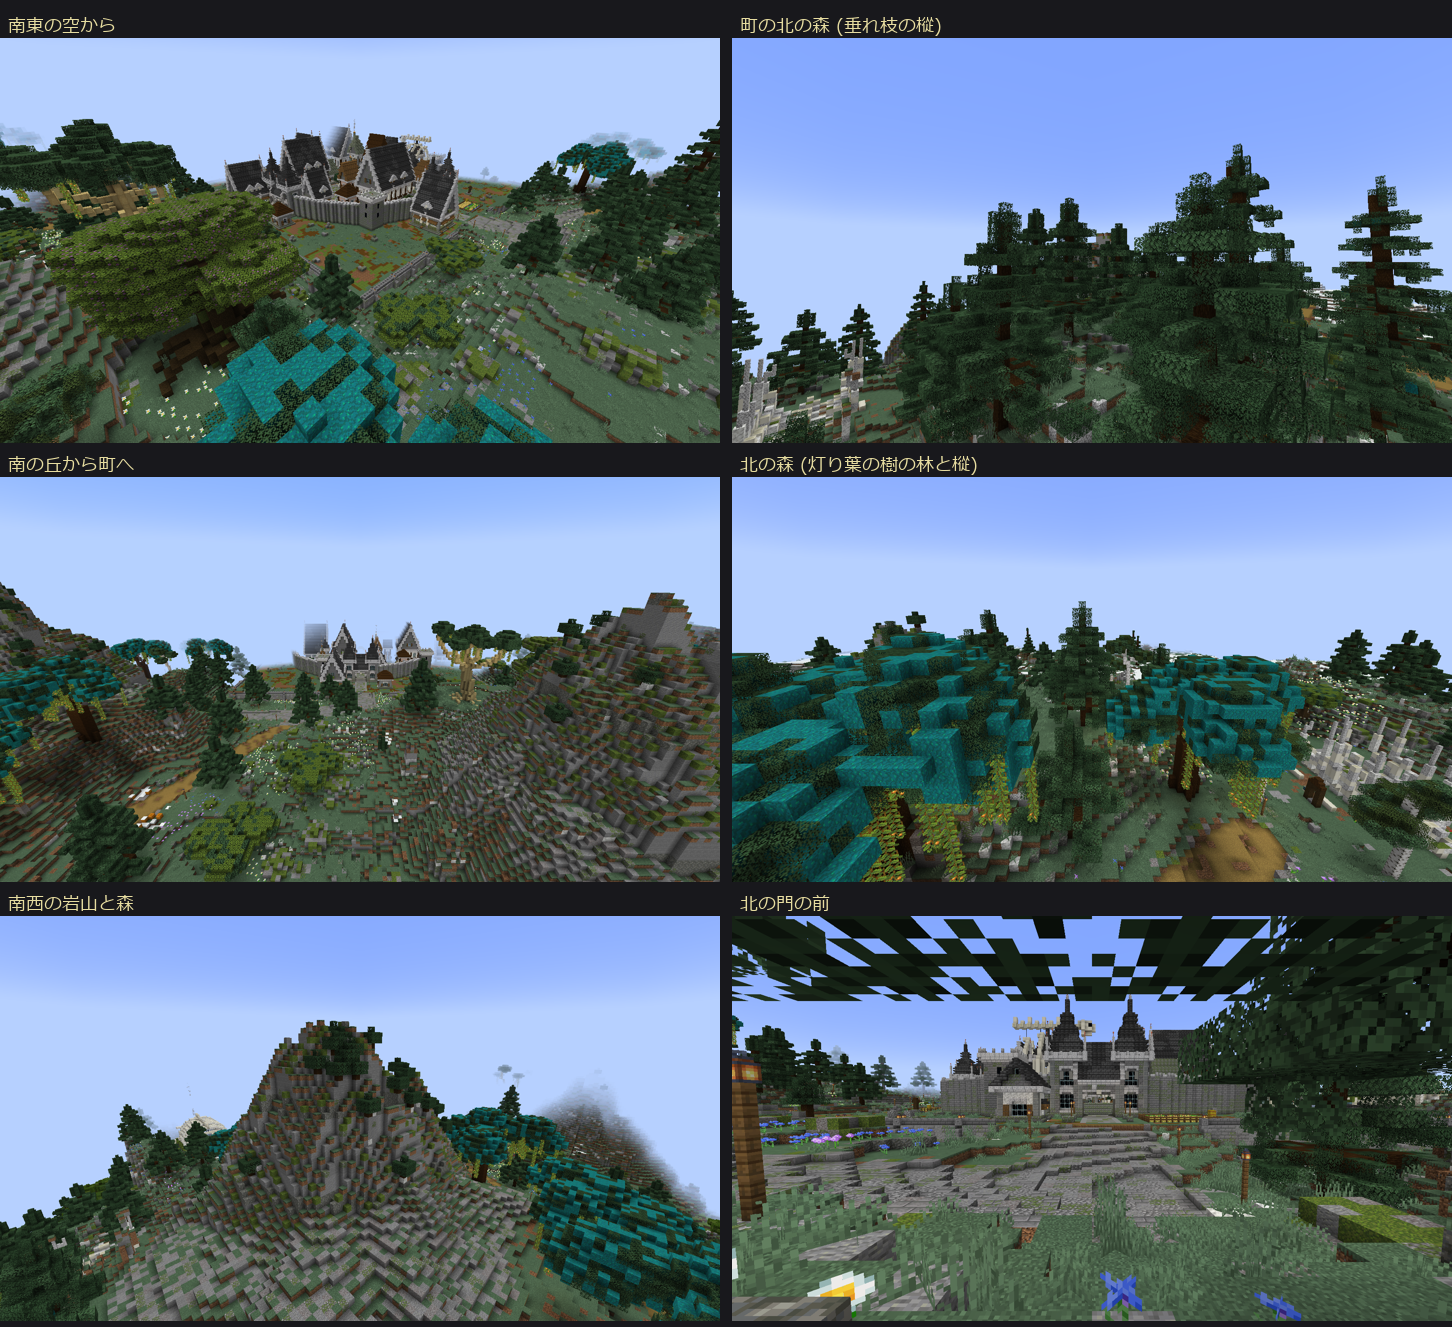 南東の空から
町の北の森 (垂れ枝の樅)
南の丘から町へ
北の森 (灯り葉の樹の林と樅)
南西の岩山と森
北の門の前